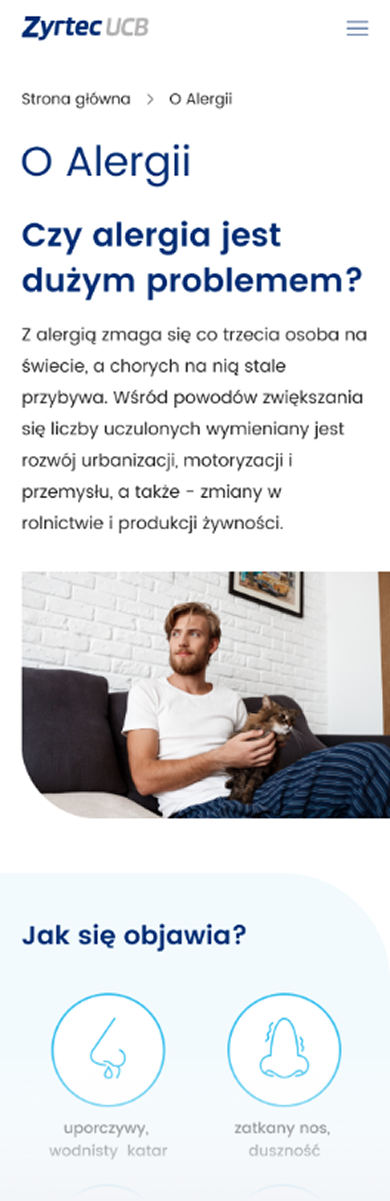 Zyrtec UCB
Strona główna > O Alergii
O Alergii
Czy alergia jest
dużym problemem?
Z alergią zmaga się co trzecia osoba na
świecie, a chorych na nią stale
przybywa. Wśród powodów zwiększania
się liczby uczulonych wymieniany jest
rozwój urbanizacji, motoryzacji i
przemysłu, a także - zmiany w
rolnictwie i produkcji żywności.
Jak się objawia?
uporczywy,
wodnisty katar
zatkany nos,
duszność